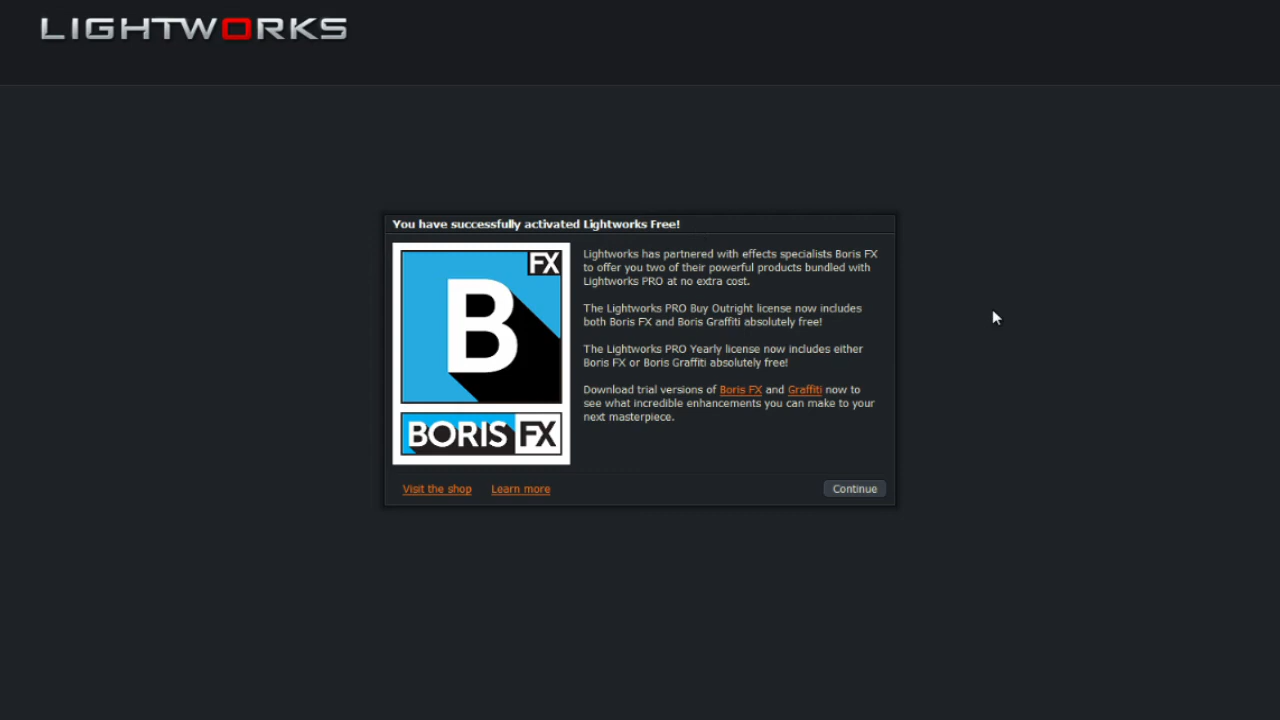 LIGHTWORKS
You have successfully activated Lightworks Free!
FX
B
BORIS FX
Lightworks has partnered with effects specialists Boris FX
to offer you two of their powerful products bundled with
Lightworks PRO at no extra cost.
The Lightworks PRO Buy Outright license now includes
both Boris FX and Boris Graffiti absolutely free!
The Lightworks PRO Yearly license now includes either
Boris FX or Boris Graffiti absolutely free!
Download trial versions of Boris FX and Graffiti now to
see what incredible enhancements you can make to your
next masterpiece.
Visit the shop Learn more Continue